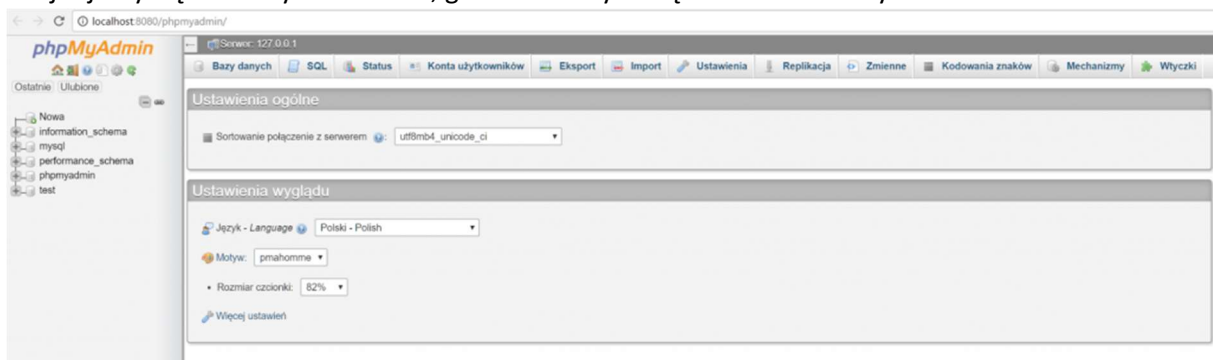 localhost:8080/phpmyadmin/
phpMyAdmin
Ostatnie Ulubione
Nowa
information_schema
mysql
performance_schema
phpmyadmin
test
Serwer: 127.0.0.1
Bazy danych SQL Status Konta użytkowników Eksport Import Ustawienia Replikacja Zmienne Kodowania znaków Mechanizmy Wtyczki
Ustawienia ogólne
Sortowanie połączenie z serwerem : utf8mb4_unicode_ci
Ustawienia wyglądu
Język - Language Polski - Polish
Motyw: pmahomme
• Rozmiar czcionki: 82%
Więcej ustawień